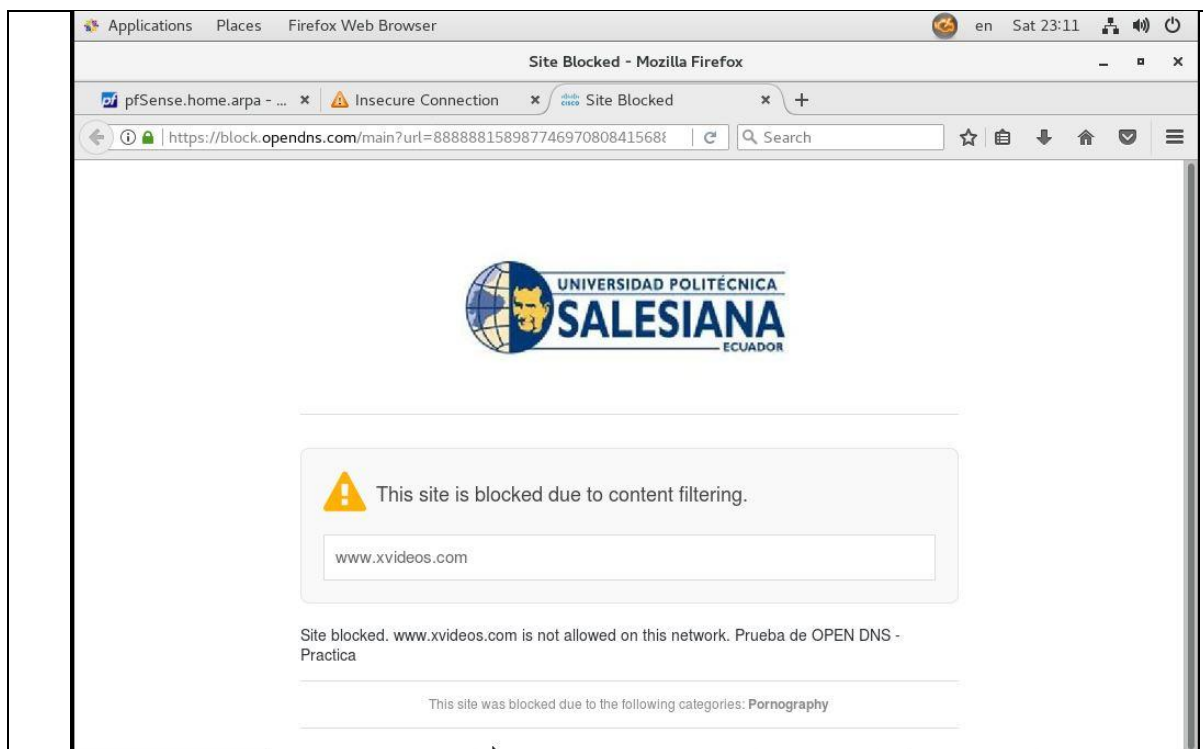 Applications Places Firefox Web Browser en Sat 23:11
Site Blocked - Mozilla Firefox
pfSense.home.arpa - ... Insecure Connection cisco Site Blocked
https://block.opendns.com/main?url=88888815898774697080841568 Search
UNIVERSIDAD POLITÉCNICA
SALESIANA
ECUADOR
This site is blocked due to content filtering.
www.xvideos.com
Site blocked. www.xvideos.com is not allowed on this network. Prueba de OPEN DNS -
Practica
This site was blocked due to the following categories: Pornography